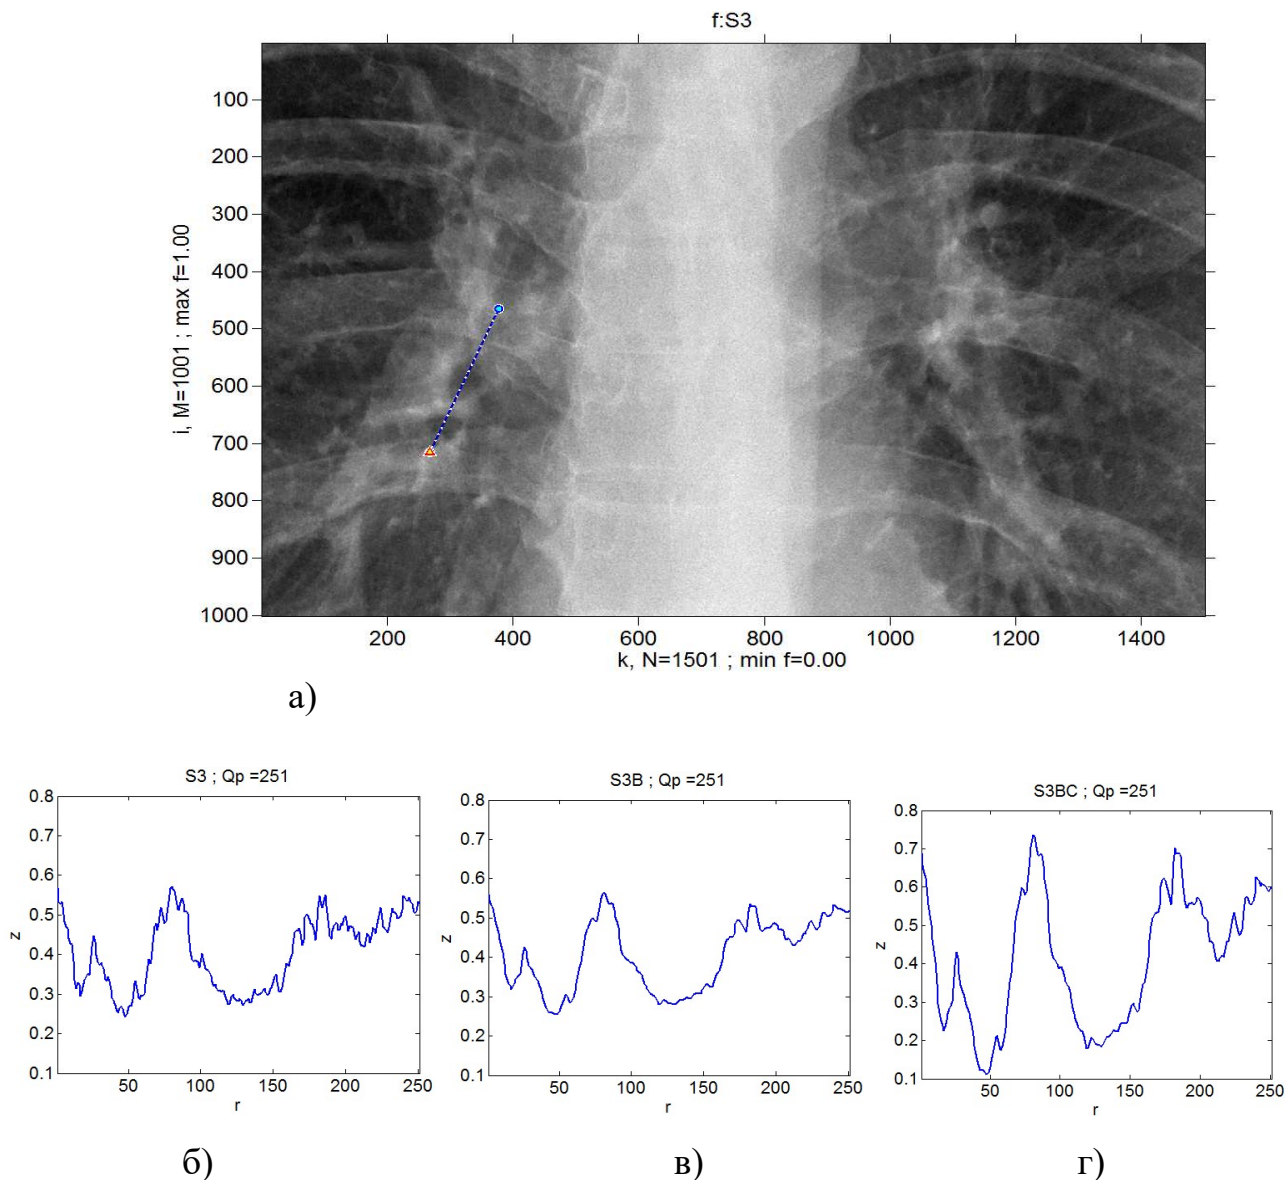 f:S3
100
200
300
400
500
600
700
800
900
1000
i, M=1001 ; max f=1.00
200 400 600 800 1000 1200 1400
k, N=1501 ; min f=0.00
а)
S3 ; Qp =251
0.8
0.7
0.6
0.5
0.4
0.3
0.2
0.1
z
50 100 150 200 250
r
б)
S3B ; Qp =251
0.8
0.7
0.6
0.5
0.4
0.3
0.2
0.1
z
50 100 150 200 250
r
в)
S3BC ; Qp =251
0.8
0.7
0.6
0.5
0.4
0.3
0.2
0.1
z
50 100 150 200 250
r
г)